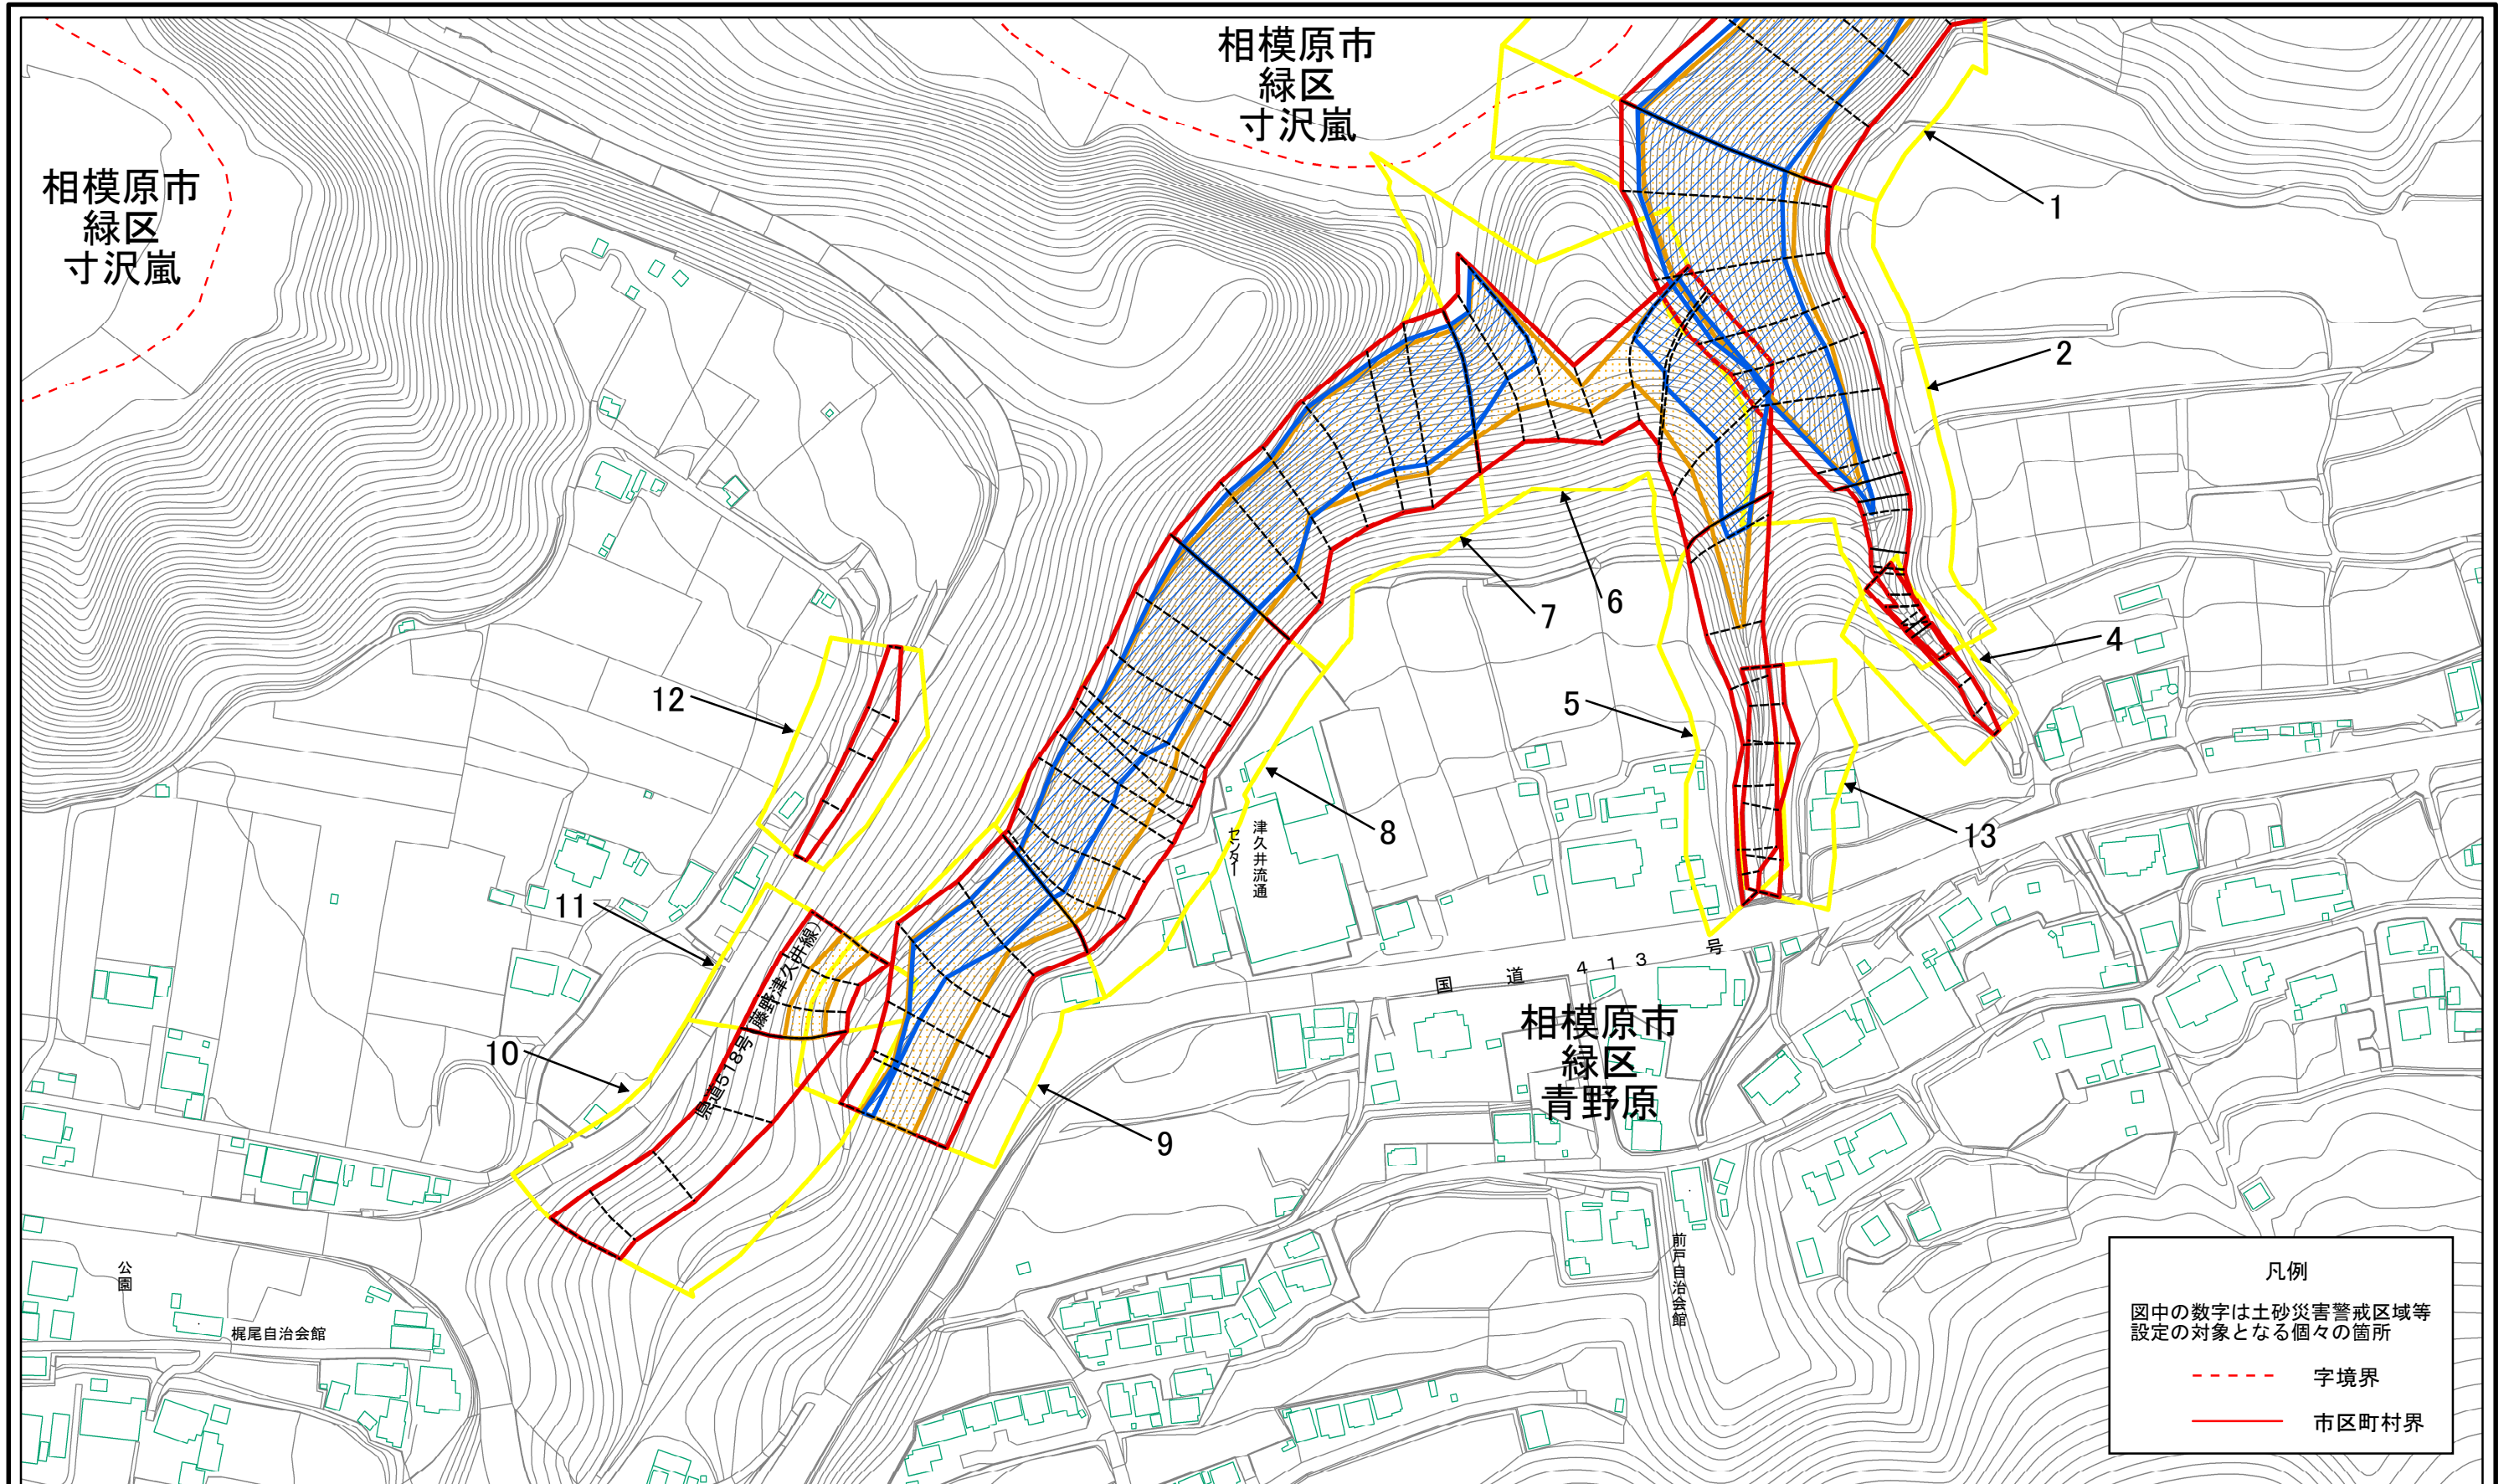 相模原市
緑区
寸沢嵐
相模原市
緑区
寸沢嵐
1
2
4
5
6
7
8
9
10
11
12
13
県道518号（藤野津久井線）
津久井流通
センター
国道413号
相模原市
緑区
青野原
前戸自治会館
公園
梶尾自治会館
凡例
図中の数字は土砂災害警戒区域等
設定の対象となる個々の箇所
字境界
市区町村界